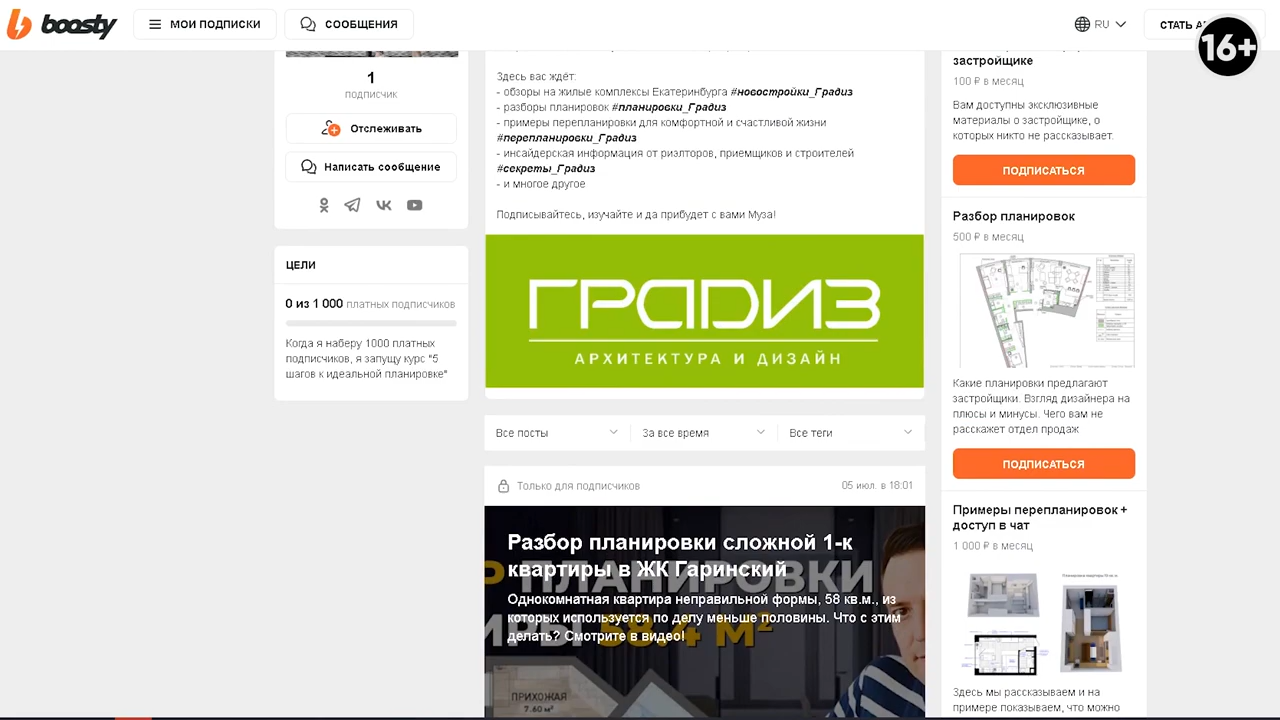 boosty
МОИ ПОДПИСКИ
СООБЩЕНИЯ
RU
16+
1
подписчик
Отслеживать
Написать сообщение
ЦЕЛИ
0 из 1 000 платных подписчиков
Когда я наберу 1000 платных
подписчиков, я запущу курс "5
шагов к идеальной планировке"
Здесь вас ждёт:
- обзоры на жилые комплексы Екатеринбурга #новостройки_Градиз
- разборы планировок #планировки_Градиз
- примеры перепланировки для комфортной и счастливой жизни
#перепланировки_Градиз
- инсайдерская информация от риэлторов, приемщиков и строителей
#секреты_Градиз
- и многое другое
Подписывайтесь, изучайте и да прибудет с вами Муза!
ГРАДИЗ
АРХИТЕКТУРА И ДИЗАЙН
Все посты
За все время
Все теги
Только для подписчиков
05 июл. в 18:01
Разбор планировки сложной 1-к
квартиры в ЖК Гаринский
Однокомнатная квартира неправильной формы, 58 кв.м., из
которых используется по делу меньше половины. Что с этим
делать? Смотрите в видео!
ПЛАНИРОВКИ
ПРИХОЖАЯ
7.60 м²
застройщике
100 ₽ в месяц
Вам доступны эксклюзивные
материалы о застройщике, о
которых никто не рассказывает.
ПОДПИСАТЬСЯ
Разбор планировок
500 ₽ в месяц
Какие планировки предлагают
застройщики. Взгляд дизайнера на
плюсы и минусы. Чего вам не
расскажет отдел продаж
ПОДПИСАТЬСЯ
Примеры перепланировок +
доступ в чат
1 000 ₽ в месяц
Здесь мы рассказываем и на
примере показываем, что можно